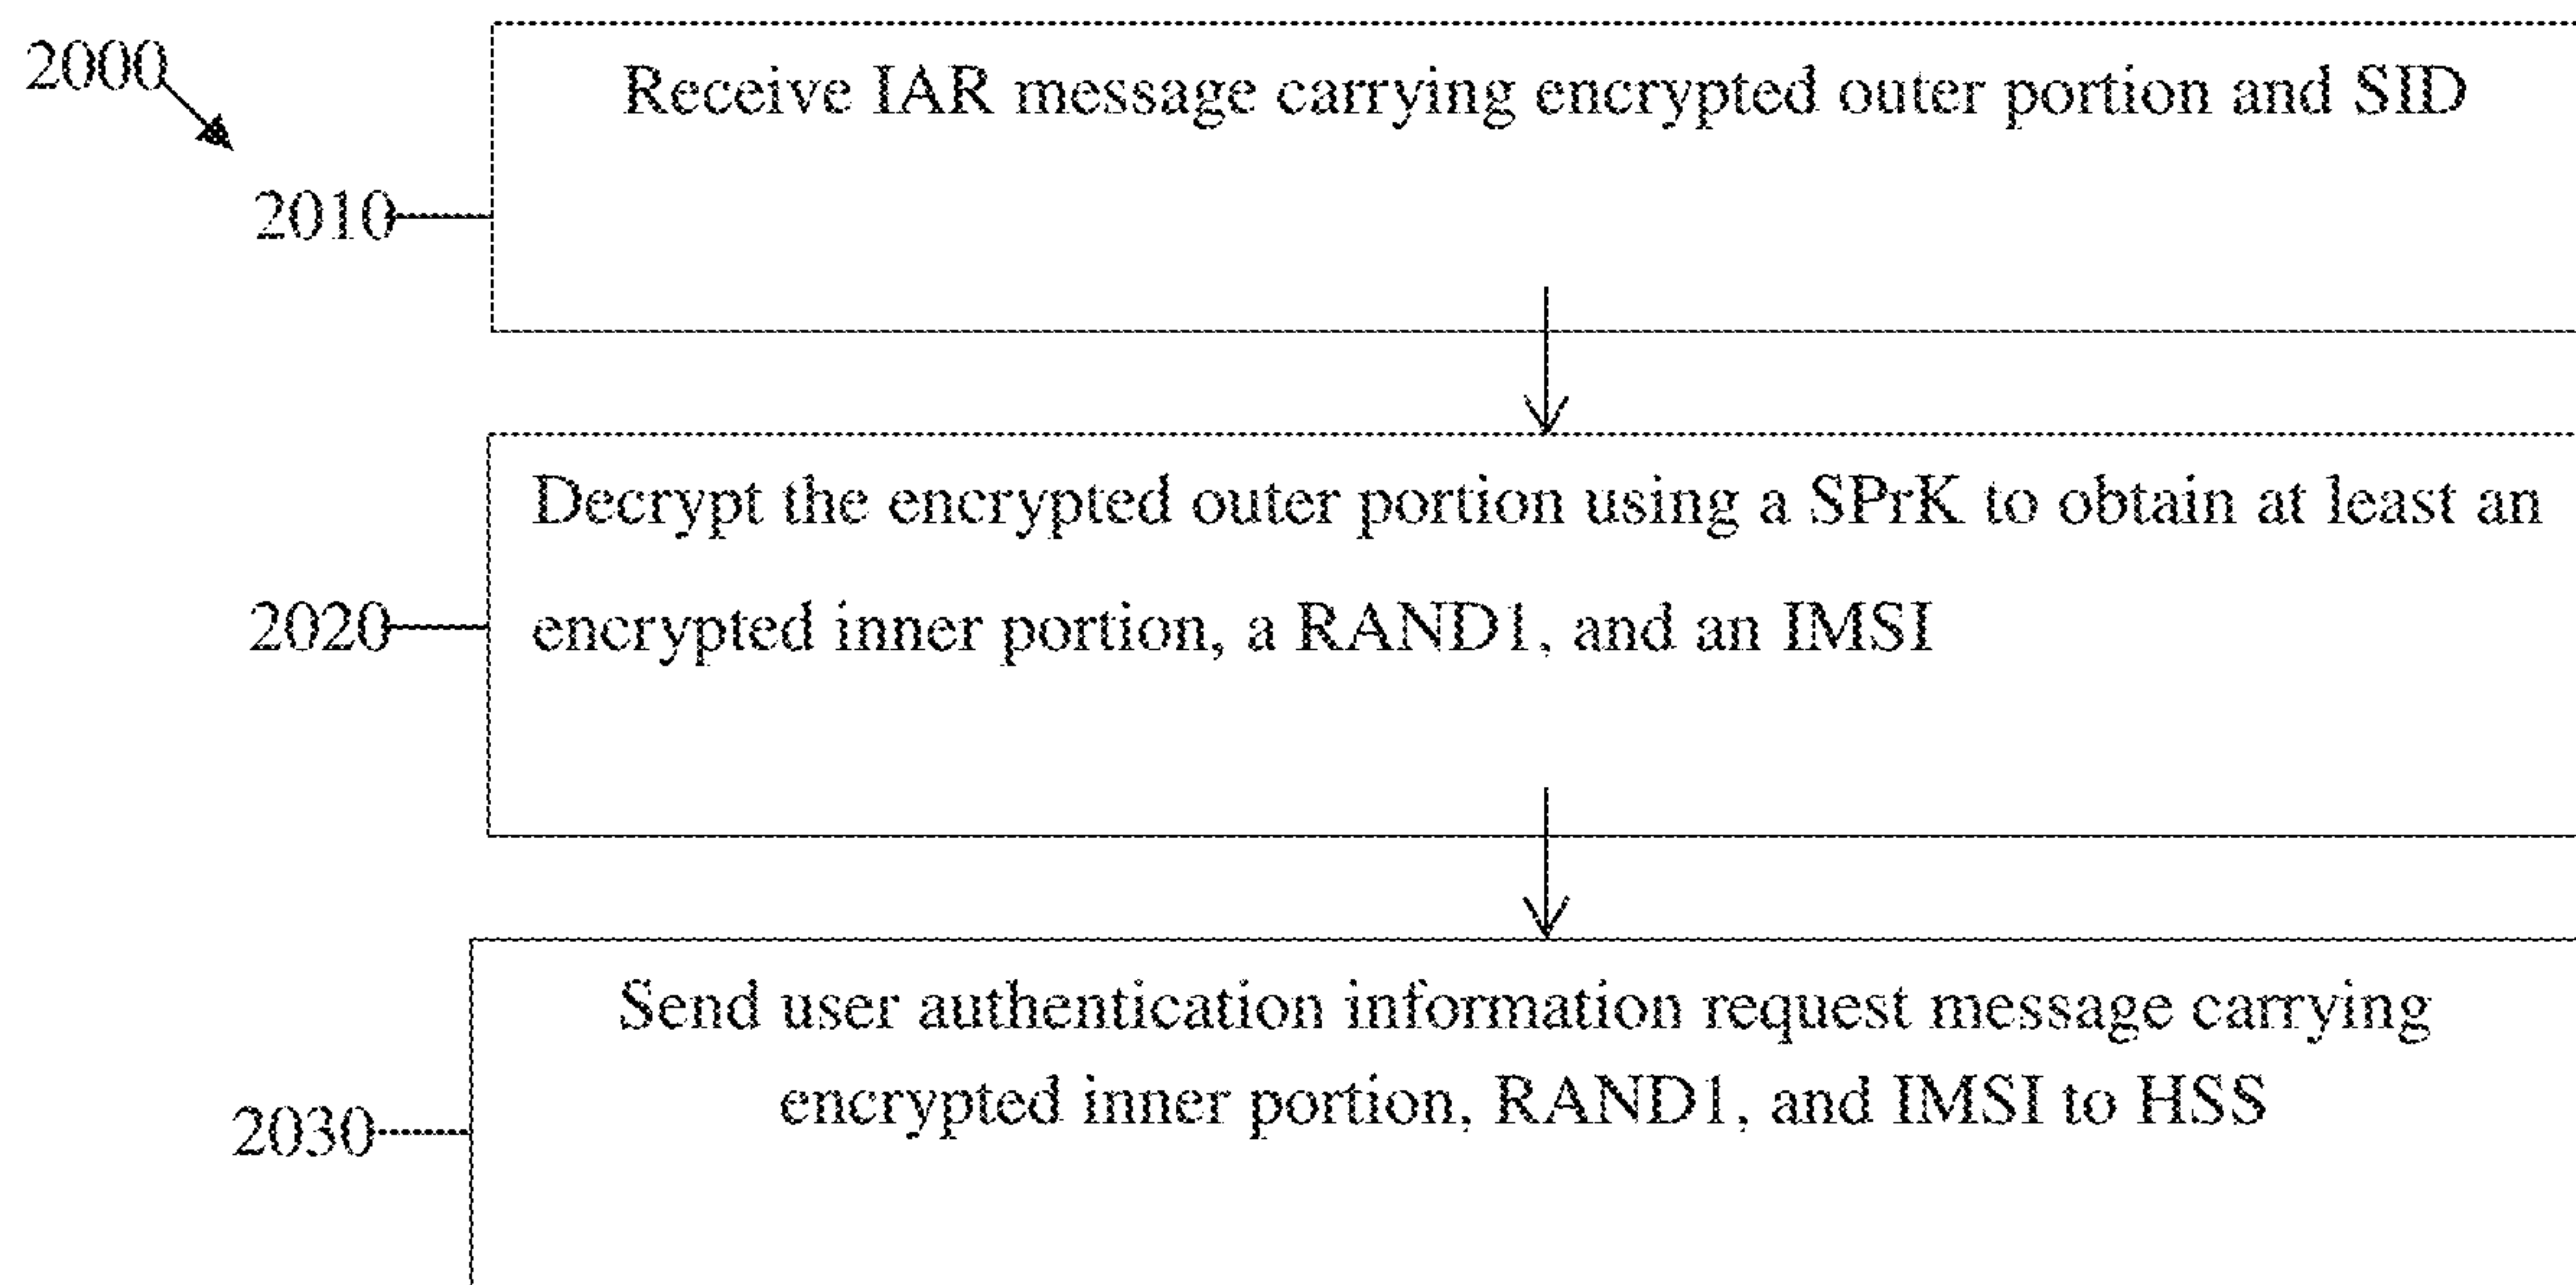 2000
Receive IAR message carrying encrypted outer portion and SID
2010
Decrypt the encrypted outer portion using a SPrK to obtain at least an
2020
encrypted inner portion, a RAND1, and an IMSI
Send user authentication information request message carrying
encrypted inner portion, RAND1, and IMSI to HSS
2030